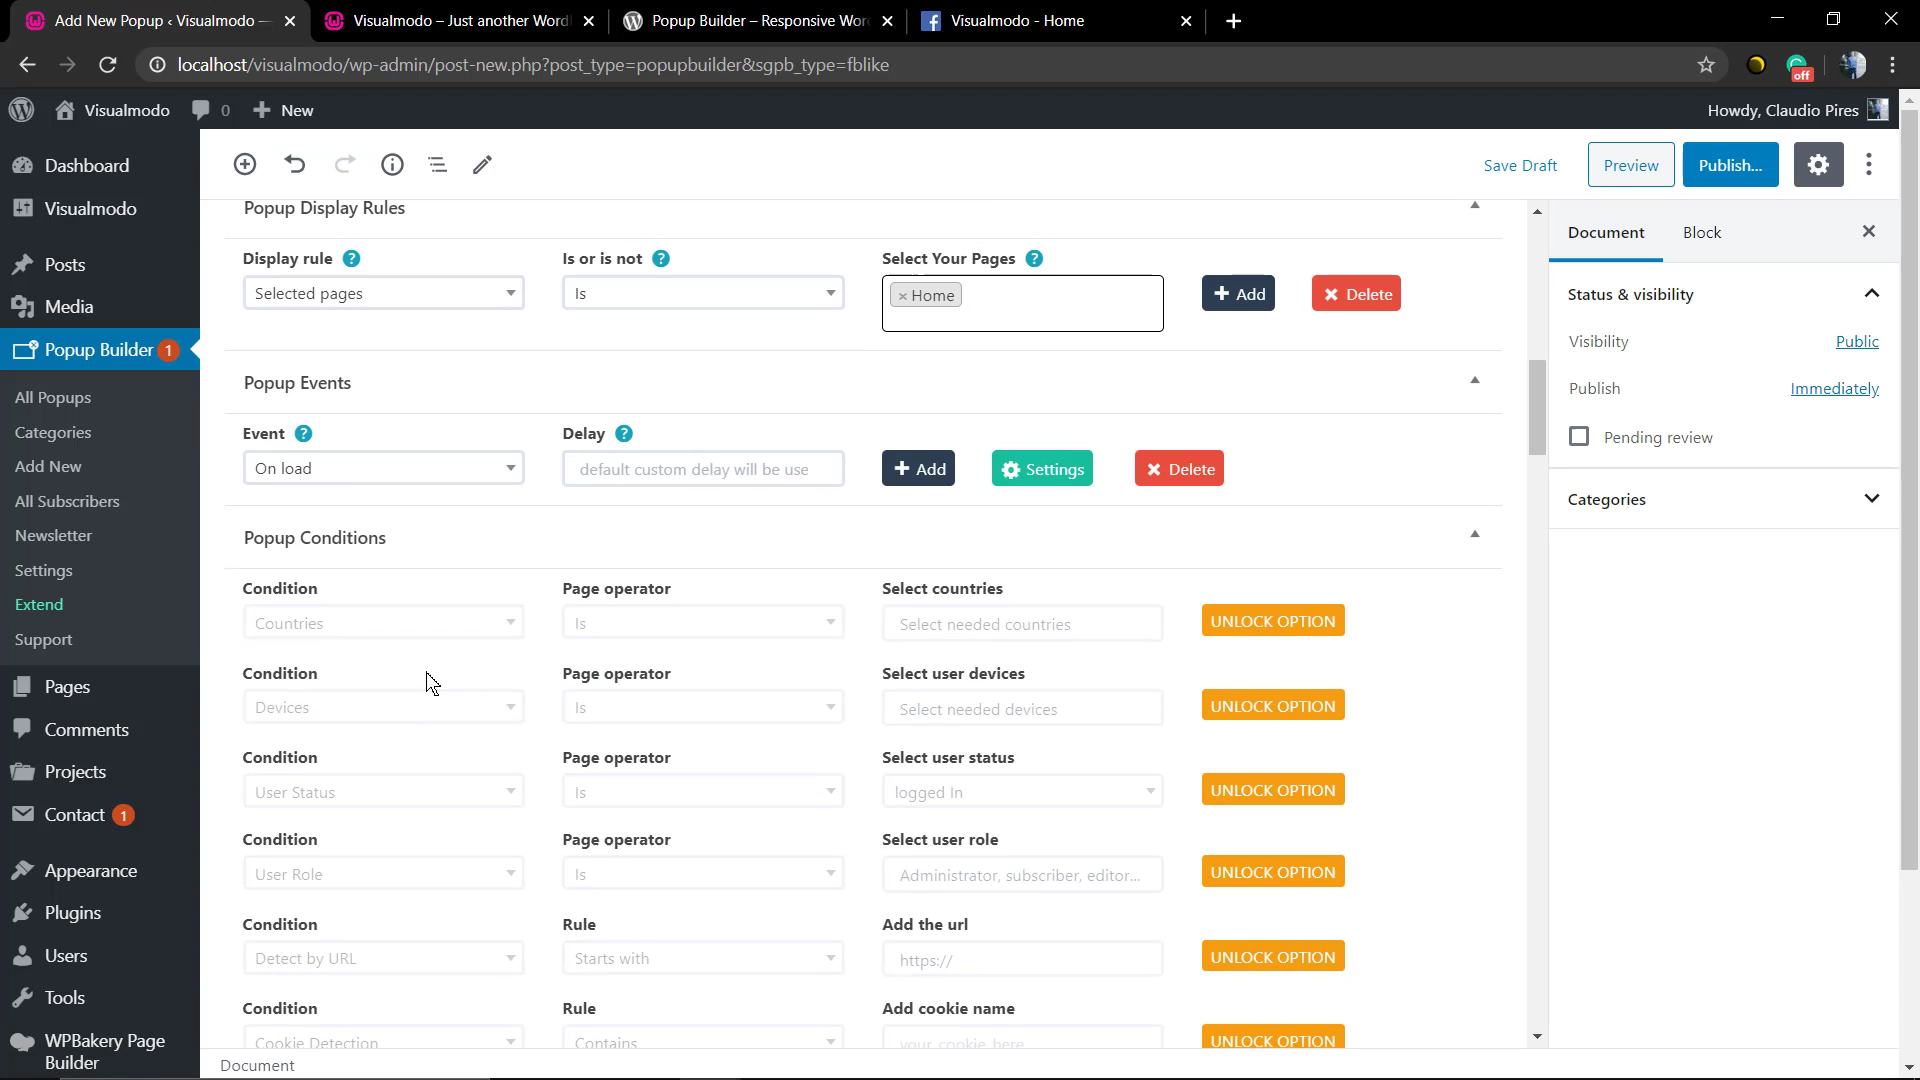 Add New Popup ‹ Visualmodo —
Visualmodo – Just another Word
Popup Builder – Responsive Wor
Visualmodo - Home
localhost/visualmodo/wp-admin/post-new.php?post_type=popupbuilder&sgpb_type=fblike
off
Visualmodo
0
New
Howdy, Claudio Pires
Dashboard
Visualmodo
Posts
Media
Popup Builder 1
All Popups
Categories
Add New
All Subscribers
Newsletter
Settings
Extend
Support
Pages
Comments
Projects
Contact 1
Appearance
Plugins
Users
Tools
WPBakery Page
Builder
Save Draft
Preview
Publish...
Popup Display Rules
Display rule ?
Is or is not ?
Select Your Pages ?
Selected pages
Is
× Home
Add
Delete
Popup Events
Event ?
Delay ?
On load
default custom delay will be use
Add
Settings
Delete
Popup Conditions
Condition
Page operator
Select countries
Countries
Is
Select needed countries
UNLOCK OPTION
Condition
Page operator
Select user devices
Devices
Is
Select needed devices
UNLOCK OPTION
Condition
Page operator
Select user status
User Status
Is
logged In
UNLOCK OPTION
Condition
Page operator
Select user role
User Role
Is
Administrator, subscriber, editor...
UNLOCK OPTION
Condition
Rule
Add the url
Detect by URL
Starts with
https://
UNLOCK OPTION
Condition
Rule
Add cookie name
Cookie Detection
Contains
your_cookie_here
UNLOCK OPTION
Document
Document
Block
Status & visibility
Visibility
Public
Publish
Immediately
Pending review
Categories